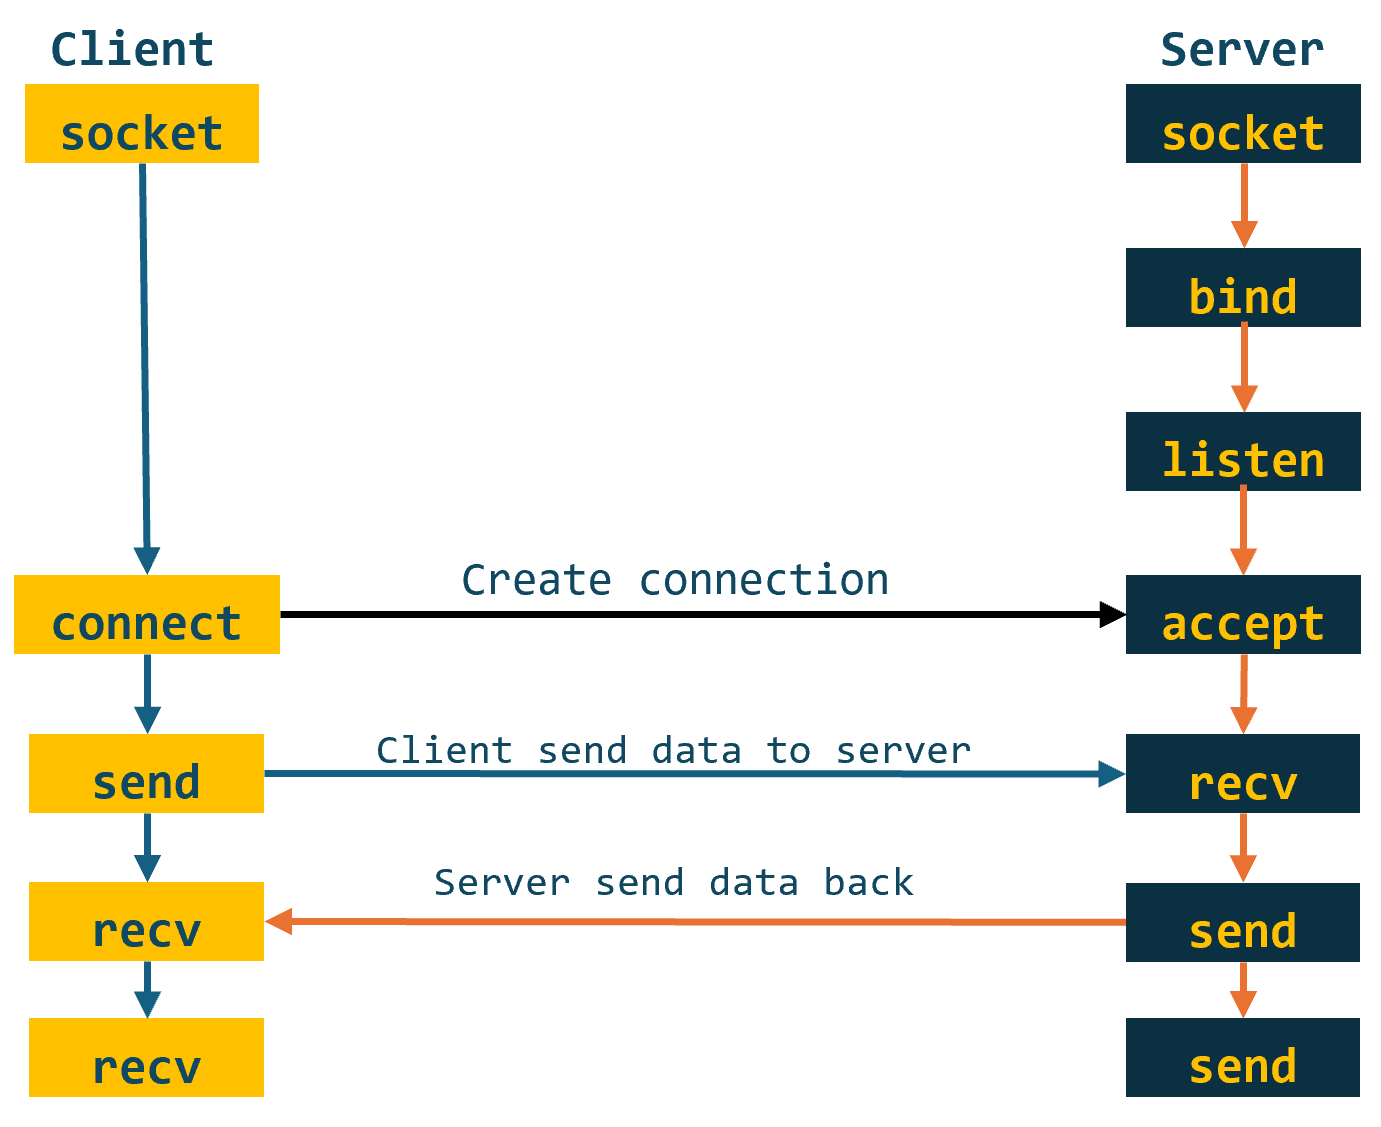 Client
Server
socket
socket
bind
listen
Create connection
connect
accept
Client send data to server
send
recv
Server send data back
recv
send
recv
send